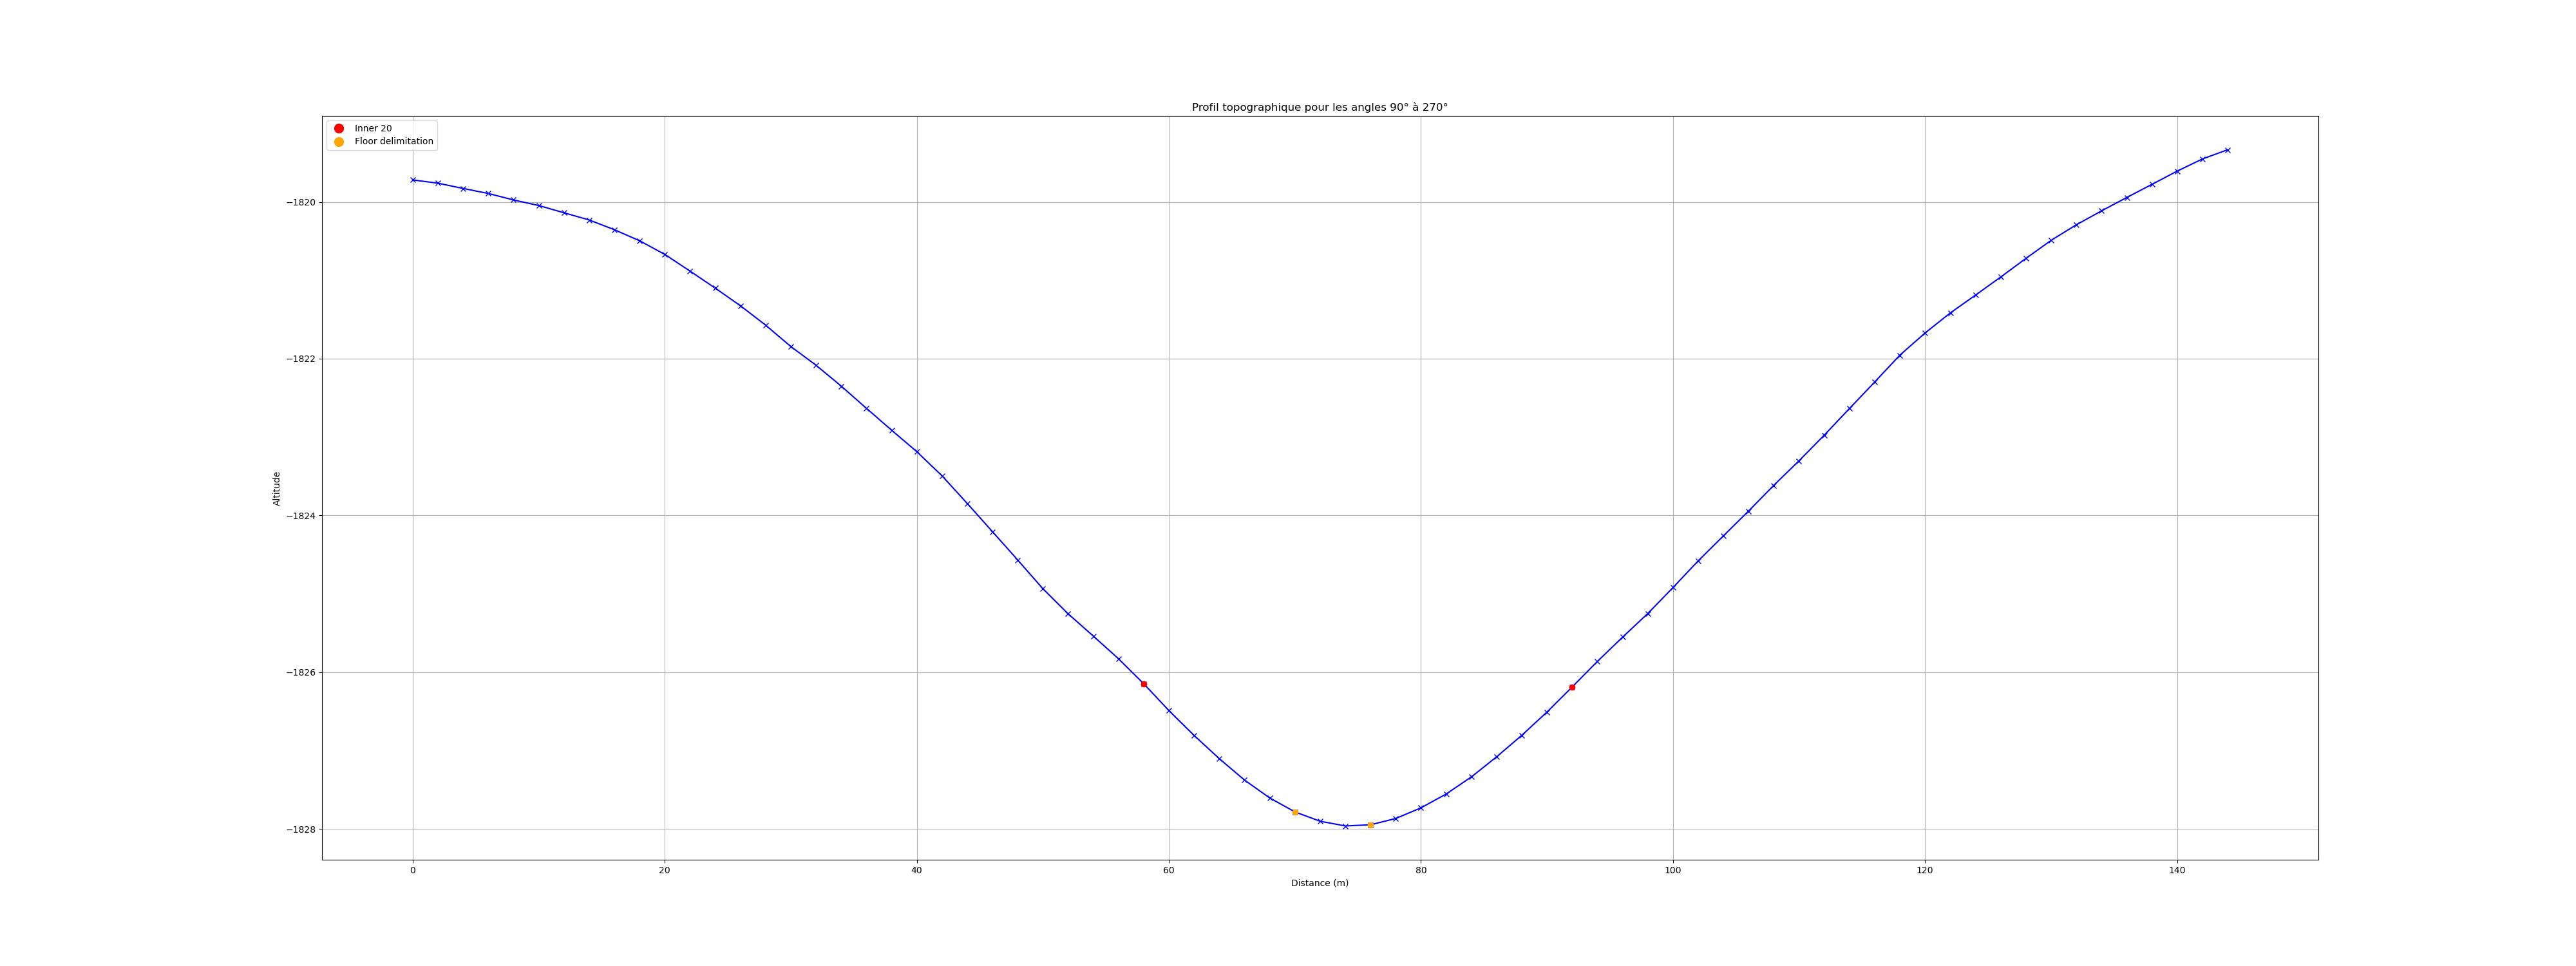 Profil topographique pour les angles 90° à 270°
Inner 20
Floor delimitation
−1820
−1822
−1824
−1826
−1828
Altitude
0 20 40 60 80 100 120 140
Distance (m)